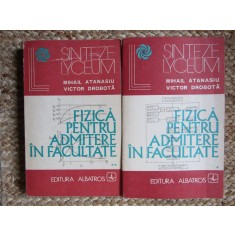 SINTEZE
LYCEUM
MIHAIL ATANASIU
VICTOR DROBOTĂ
FIZICĂ
PENTRU
ADMITERE
ÎN FACULTATE
**
EDITURA ALBATROS
SINTEZE
LYCEUM
MIHAIL ATANASIU
VICTOR DROBOTĂ
FIZICĂ
PENTRU
ADMITERE
ÎN FACULTATE
*
EDITURA ALBATROS